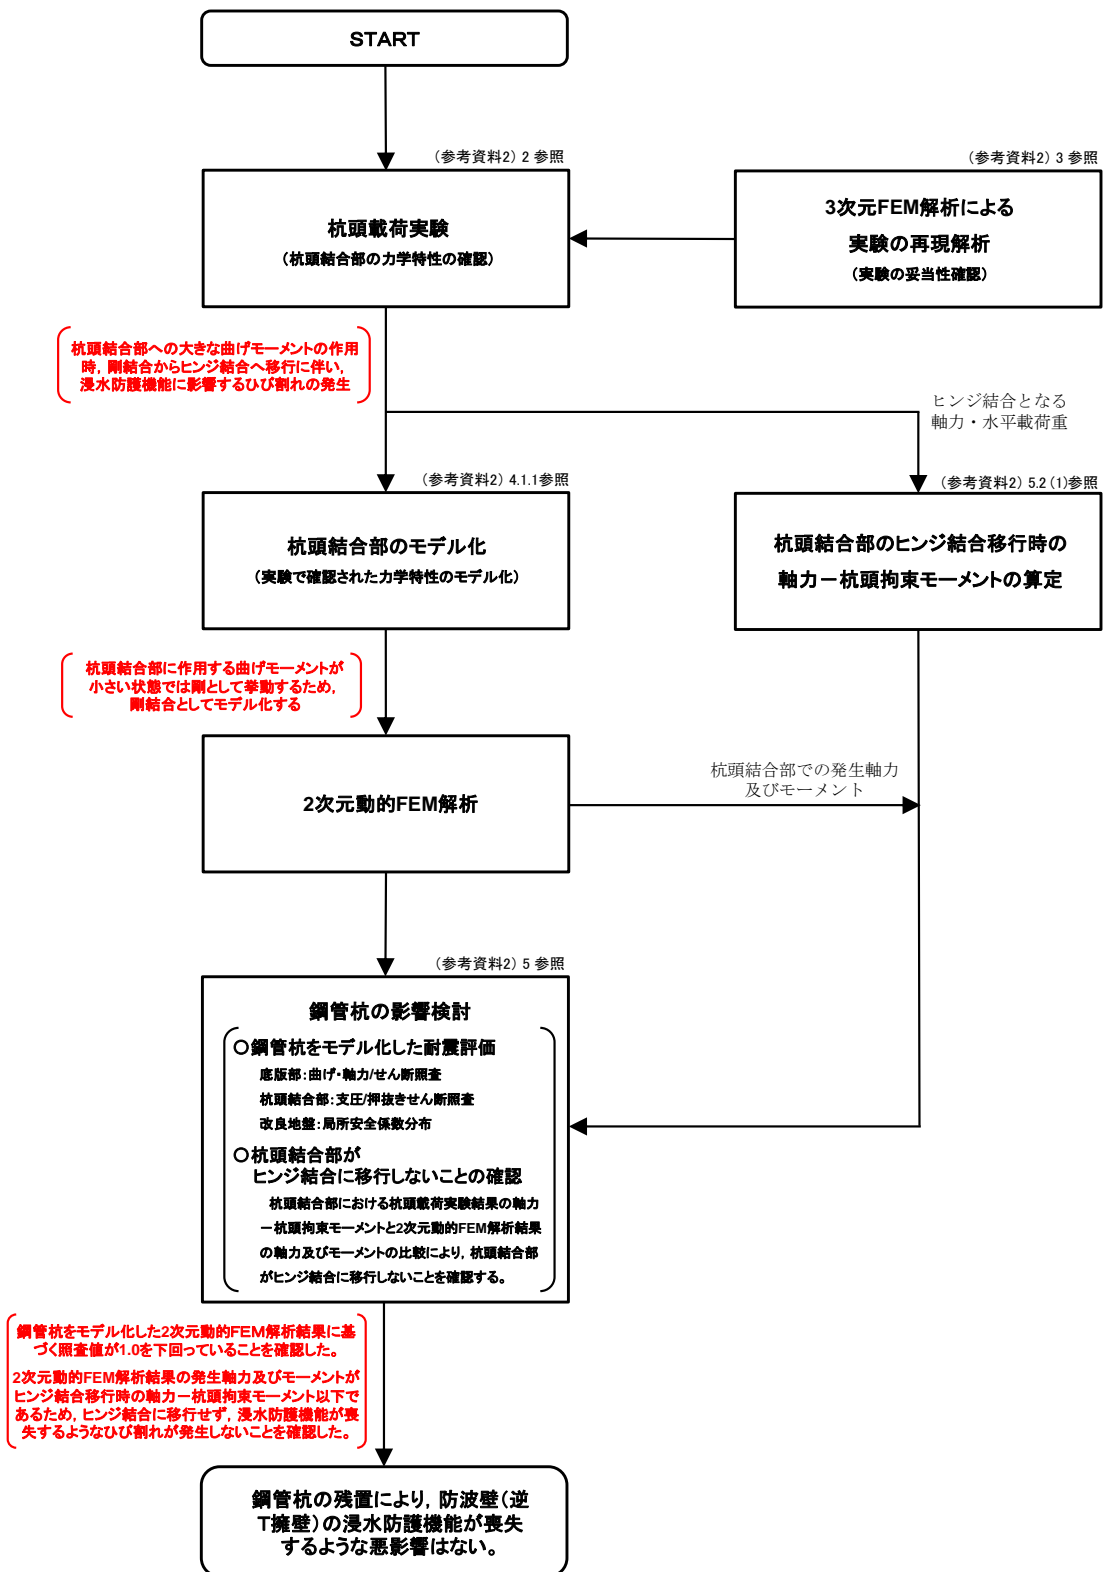 START
(参考資料2) 2 参照
杭頭載荷実験
(杭頭結合部の力学特性の確認)
(参考資料2) 3 参照
3次元FEM解析による
実験の再現解析
(実験の妥当性確認)
杭頭結合部への大きな曲げモーメントの作用
時, 剛結合からヒンジ結合へ移行に伴い,
浸水防護機能に影響するひび割れの発生
ヒンジ結合となる
軸力・水平載荷重
(参考資料2) 4.1.1参照
杭頭結合部のモデル化
(実験で確認された力学特性のモデル化)
(参考資料2) 5.2 (1)参照
杭頭結合部のヒンジ結合移行時の
軸力－杭頭拘束モーメントの算定
杭頭結合部に作用する曲げモーメントが
小さい状態では剛として挙動するため,
剛結合としてモデル化する
2次元動的FEM解析
杭頭結合部での発生軸力
及びモーメント
(参考資料2) 5 参照
鋼管杭の影響検討
○鋼管杭をモデル化した耐震評価
底版部:曲げ・軸力/せん断照査
杭頭結合部:支圧/押抜きせん断照査
改良地盤:局所安全係数分布
○杭頭結合部が
ヒンジ結合に移行しないことの確認
杭頭結合部における杭頭載荷実験結果の軸力
－杭頭拘束モーメントと2次元動的FEM解析結果
の軸力及びモーメントの比較により, 杭頭結合部
がヒンジ結合に移行しないことを確認する。
鋼管杭をモデル化した2次元動的FEM解析結果に基
づく照査値が1.0を下回っていることを確認した。
2次元動的FEM解析結果の発生軸力及びモーメントが
ヒンジ結合移行時の軸力－杭頭拘束モーメント以下で
あるため, ヒンジ結合に移行せず, 浸水防護機能が喪
失するようなひび割れが発生しないことを確認した。
鋼管杭の残置により, 防波壁(逆
T擁壁)の浸水防護機能が喪失
するような悪影響はない。